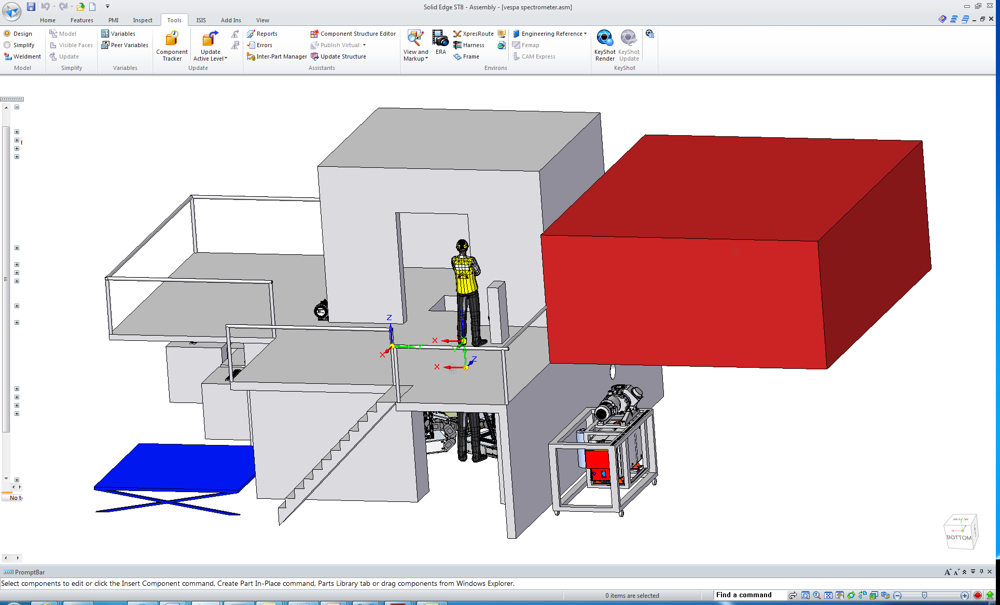 Solid Edge ST8 - Assembly - [vespa spectrometer.asm]
Home Features PMI Inspect Tools ISIS Add Ins View
Design Model Variables Reports Component Structure Editor XpresRoute Engineering Reference
Simplify Visible Faces Peer Variables Errors Publish Virtual Harness Femap
Weldment Update Inter-Part Manager Update Structure Frame CAM Express
Component Tracker
Update Active Level
View and Markup
ERA
KeyShot Render
KeyShot Update
Model Simplify Variables Update Assistants Environs KeyShot
Z
X Y
Z
X
Y
X Z
No t
BACK
BOTTOM
PromptBar
Select components to edit or click the Insert Component command, Create Part In-Place command, Parts Library tab or drag components from Windows Explorer.
0 items are selected Find a command